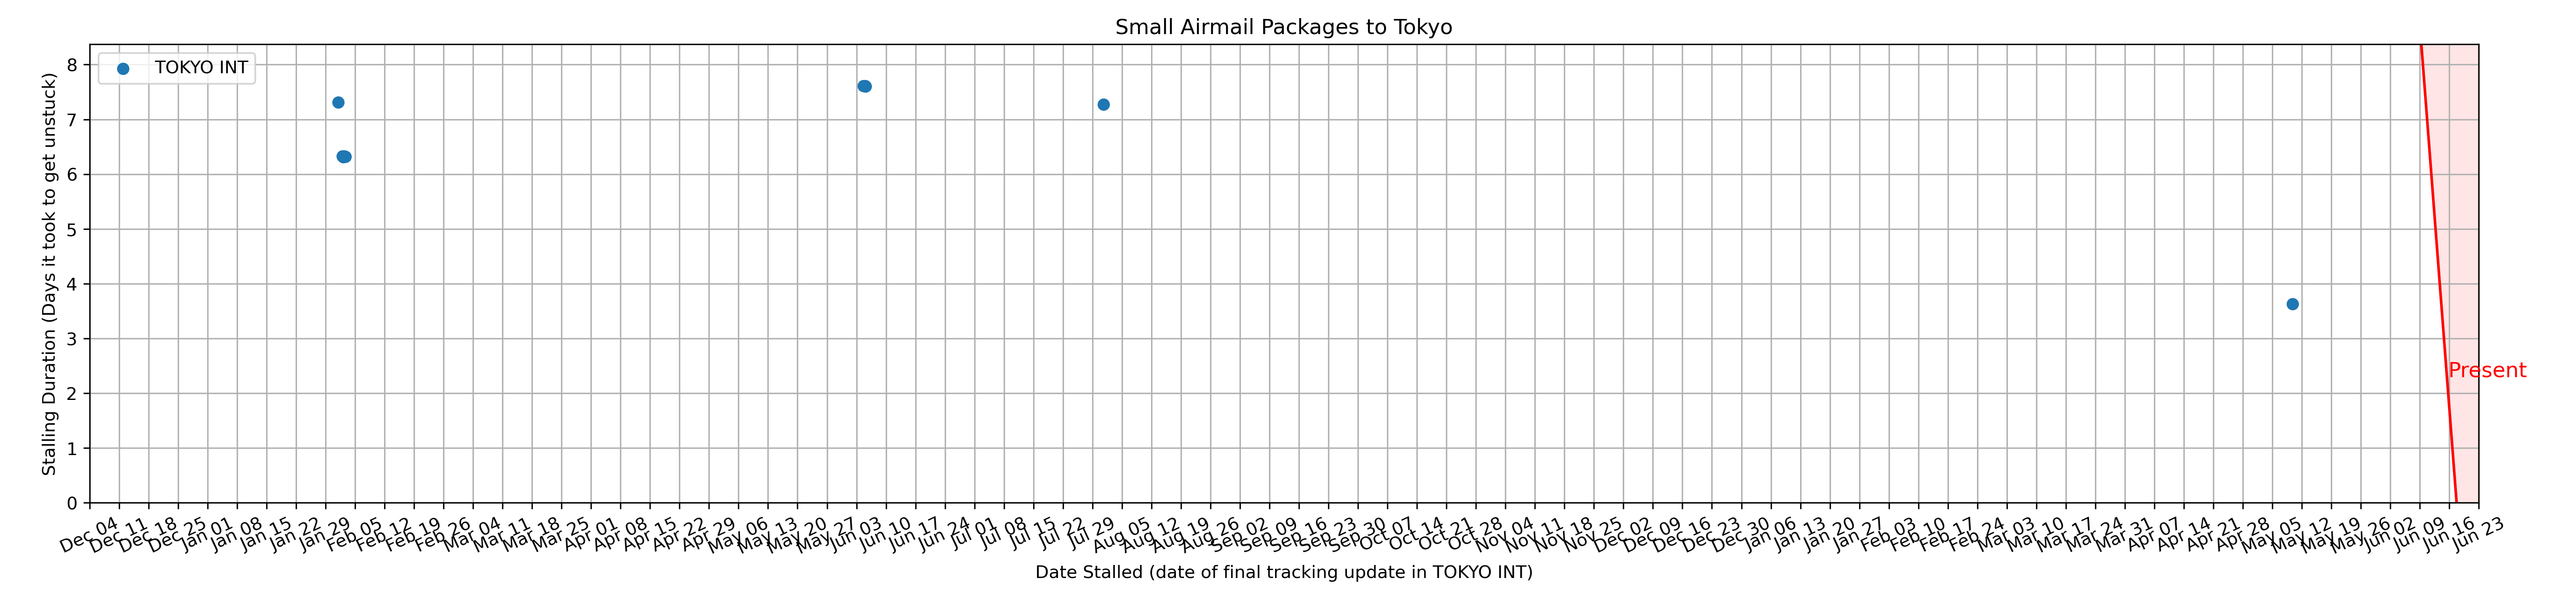 Small Airmail Packages to Tokyo
TOKYO INT
8
7
6
5
4
3
2
1
0
Stalling Duration (Days it took to get unstuck)
Present
Dec 04
Dec 11
Dec 18
Dec 25
Jan 01
Jan 08
Jan 15
Jan 22
Jan 29
Feb 05
Feb 12
Feb 19
Feb 26
Mar 04
Mar 11
Mar 18
Mar 25
Apr 01
Apr 08
Apr 15
Apr 22
Apr 29
May 06
May 13
May 20
May 27
Jun 03
Jun 10
Jun 17
Jun 24
Jul 01
Jul 08
Jul 15
Jul 22
Jul 29
Aug 05
Aug 12
Aug 19
Aug 26
Sep 02
Sep 09
Sep 16
Sep 23
Sep 30
Oct 07
Oct 14
Oct 21
Oct 28
Nov 04
Nov 11
Nov 18
Nov 25
Dec 02
Dec 09
Dec 16
Dec 23
Dec 30
Jan 06
Jan 13
Jan 20
Jan 27
Feb 03
Feb 10
Feb 17
Feb 24
Mar 03
Mar 10
Mar 17
Mar 24
Mar 31
Apr 07
Apr 14
Apr 21
Apr 28
May 05
May 12
May 19
May 26
Jun 02
Jun 09
Jun 16
Jun 23
Date Stalled (date of final tracking update in TOKYO INT)